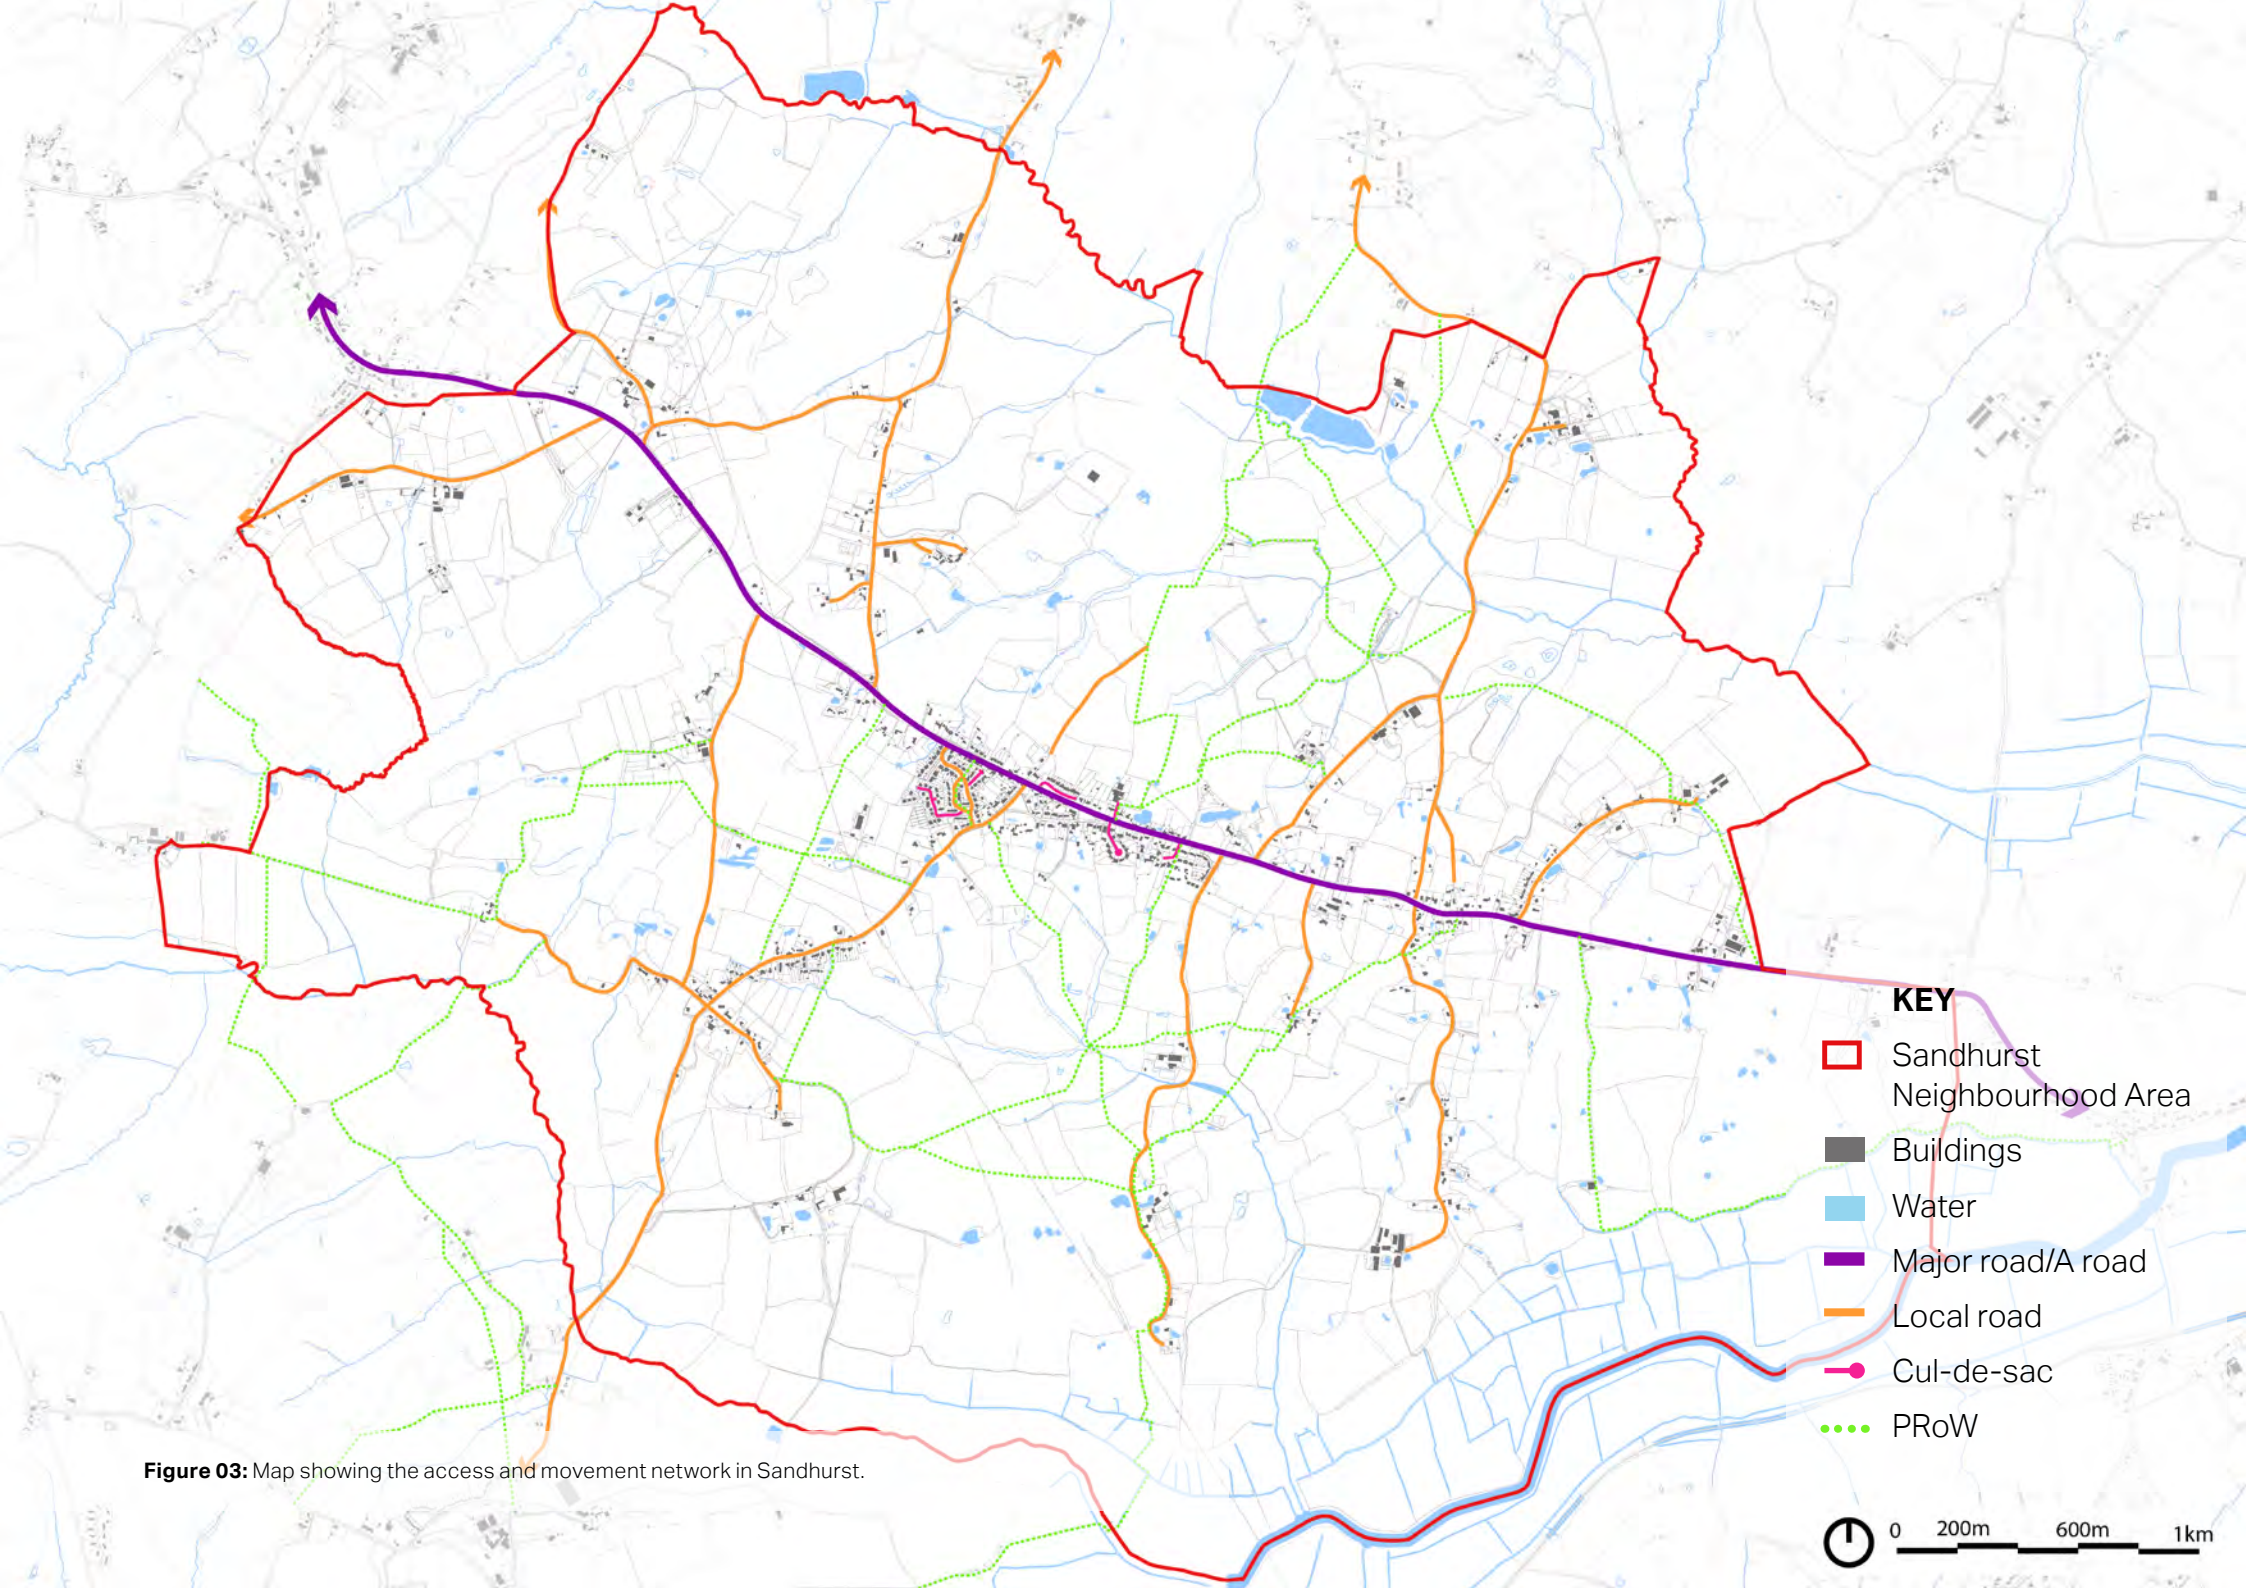 KEY
Sandhurst
Neighbourhood Area
Buildings
Water
Major road/A road
Local road
Cul-de-sac
PRoW
Figure 03: Map showing the access and movement network in Sandhurst.
0 200m 600m 1km